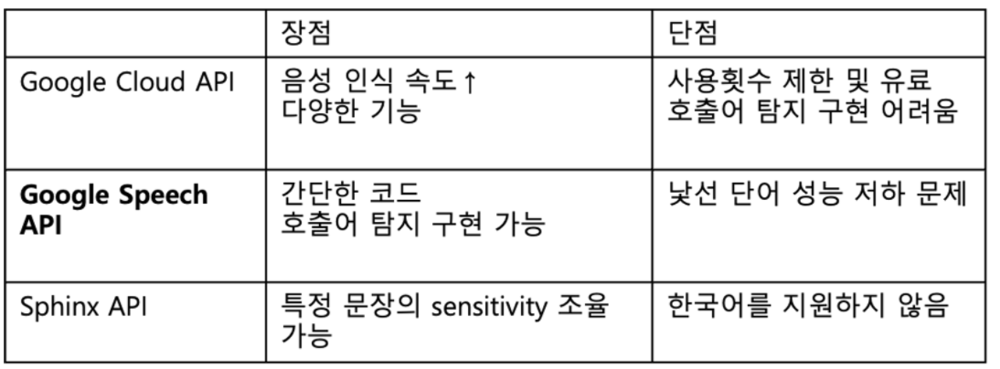 장점
단점
Google Cloud API
음성 인식 속도↑
다양한 기능
사용횟수 제한 및 유료
호출어 탐지 구현 어려움
Google Speech
API
간단한 코드
호출어 탐지 구현 가능
낯선 단어 성능 저하 문제
Sphinx API
특정 문장의 sensitivity 조율
가능
한국어를 지원하지 않음